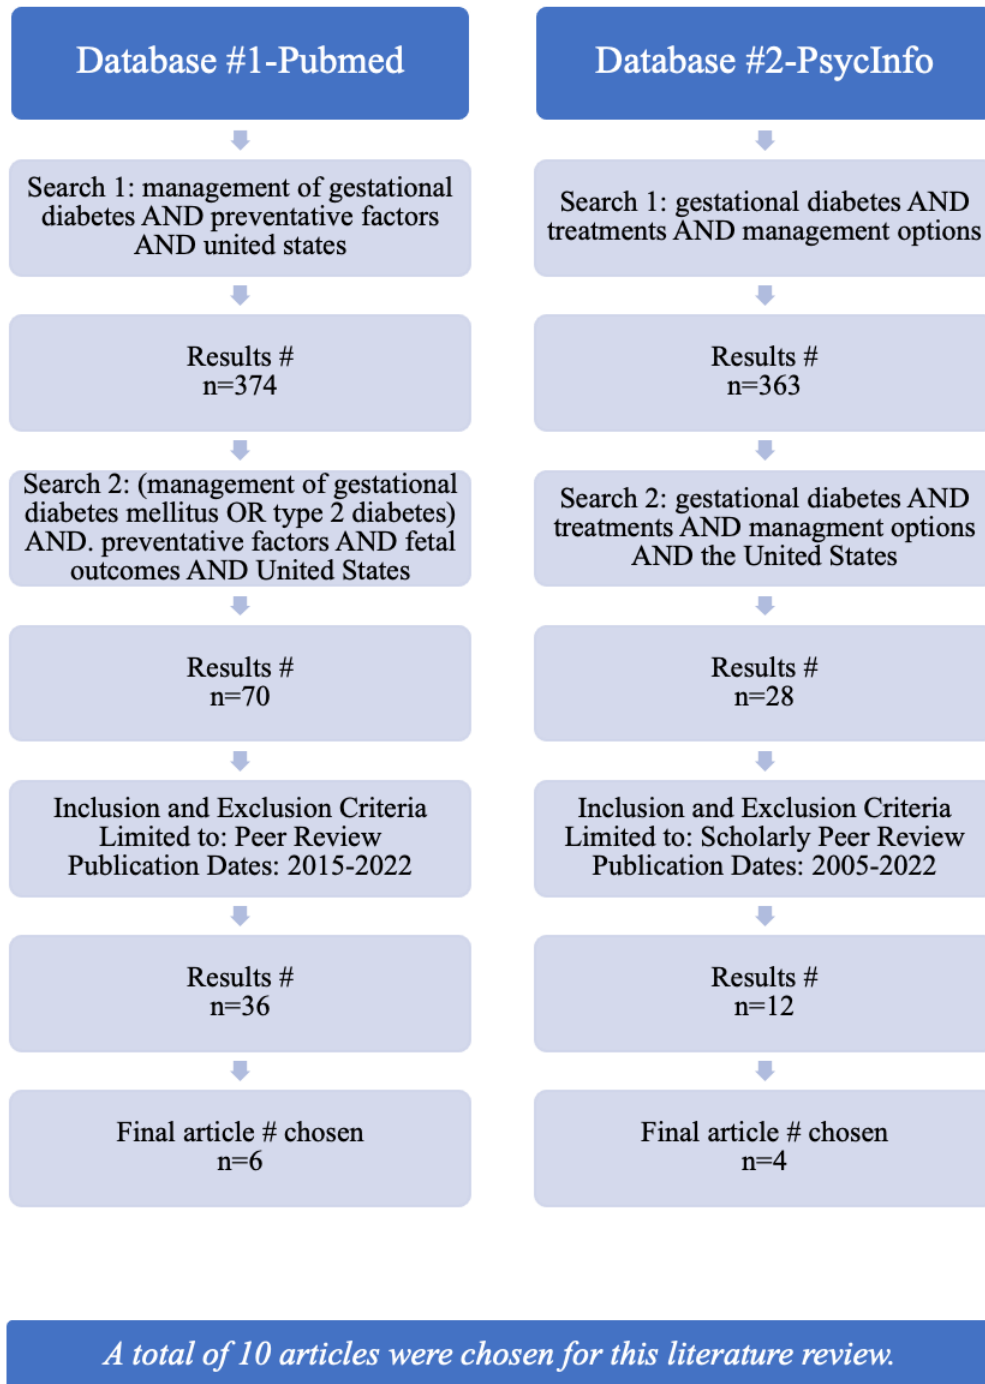 Database #1-Pubmed
Search 1: management of gestational
diabetes AND preventative factors
AND united states
Results #
n=374
Search 2: (management of gestational
diabetes mellitus OR type 2 diabetes)
AND. preventative factors AND fetal
outcomes AND United States
Results #
n=70
Inclusion and Exclusion Criteria
Limited to: Peer Review
Publication Dates: 2015-2022
Results #
n=36
Final article # chosen
n=6
Database #2-PsycInfo
Search 1: gestational diabetes AND
treatments AND management options
Results #
n=363
Search 2: gestational diabetes AND
treatments AND managment options
AND the United States
Results #
n=28
Inclusion and Exclusion Criteria
Limited to: Scholarly Peer Review
Publication Dates: 2005-2022
Results #
n=12
Final article # chosen
n=4
A total of 10 articles were chosen for this literature review.